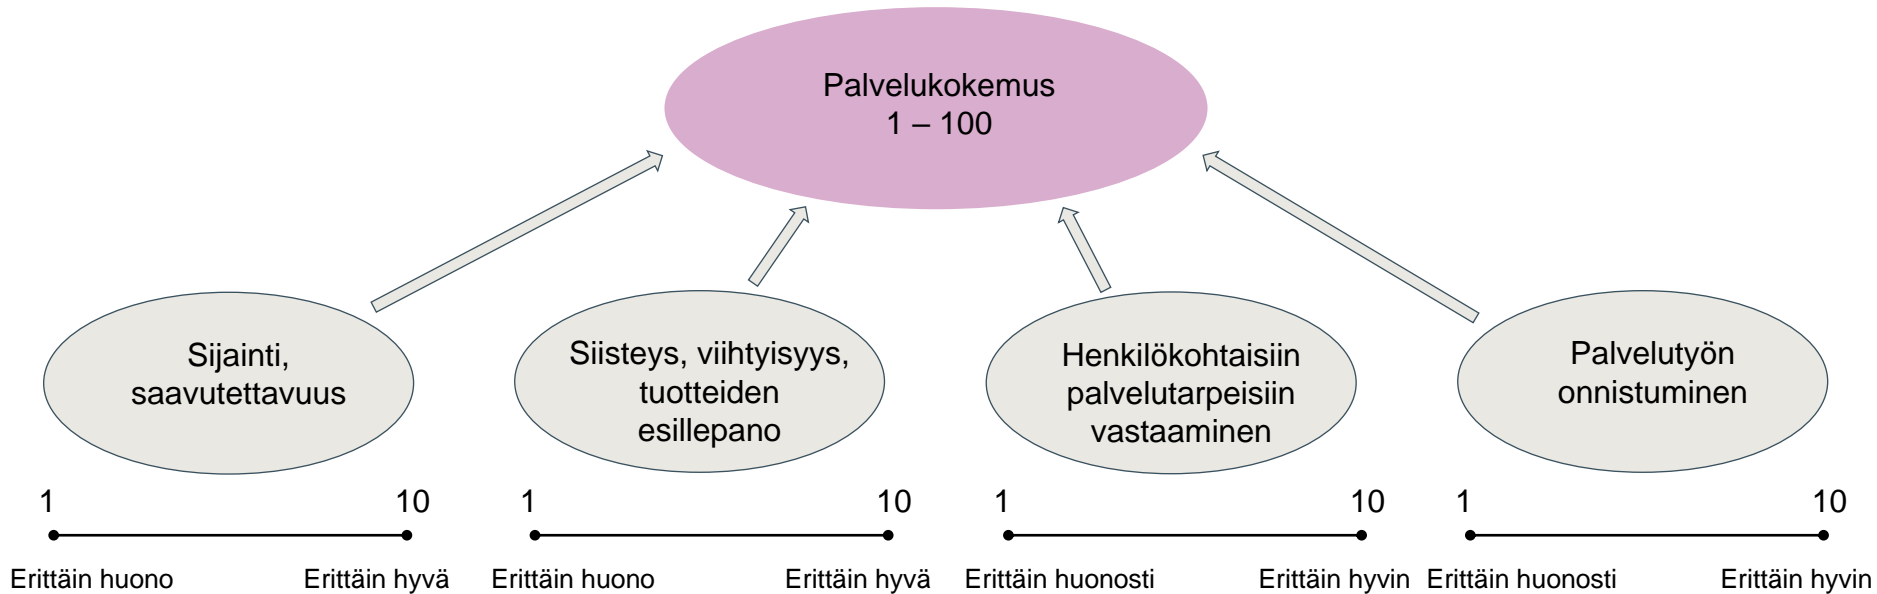 Palvelukokemus
1 – 100
Sijainti,
saavutettavuus
Siisteys, viihtyisyys,
tuotteiden
esillepano
Henkilökohtaisiin
palvelutarpeisiin
vastaaminen
Palvelutyön
onnistuminen
1 10
Erittäin huono Erittäin hyvä
1 10
Erittäin huono Erittäin hyvä
1 10
Erittäin huonosti Erittäin hyvin
1 10
Erittäin huonosti Erittäin hyvin